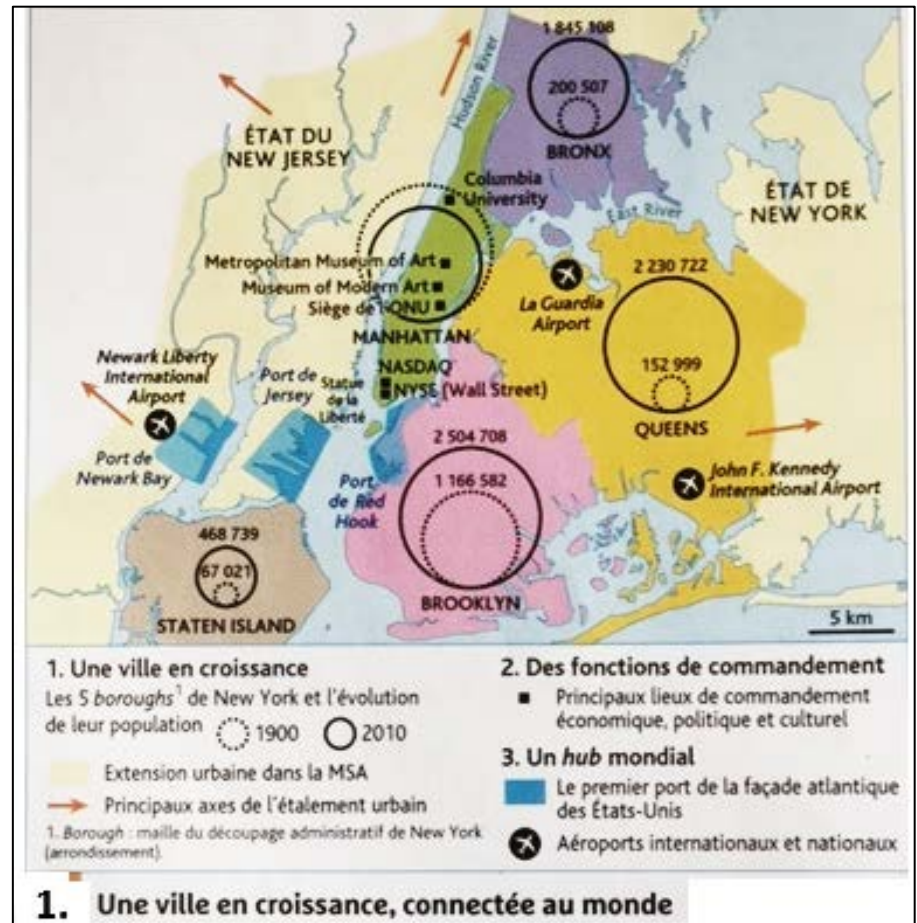 1 845 108
Hudson River
200 507
ÉTAT DU
NEW JERSEY
BRONX
Columbia
University
ÉTAT DE
NEW YORK
East River
Metropolitan Museum of Art
2 230 722
Museum of Modern Art
Siège de l'ONU
La Guardia
Airport
MANHATTAN
Newark Liberty
International
Airport
Port de
Jersey
Statue
de la
Liberté
NASDAQ
NYSE (Wall Street)
152 999
QUEENS
2 504 708
Port de
Newark Bay
1 166 582
Port
de Red
Hook
John F. Kennedy
International Airport
468 739
67 021
STATEN ISLAND
BROOKLYN
5 km
1. Une ville en croissance
Les 5 boroughs¹ de New York et l'évolution
de leur population 1900 2010
Extension urbaine dans la MSA
Principaux axes de l'étalement urbain
1. Borough : maille du découpage administratif de New York
(arrondissement).
2. Des fonctions de commandement
Principaux lieux de commandement
économique, politique et culturel
3. Un hub mondial
Le premier port de la façade atlantique
des États-Unis
Aéroports internationaux et nationaux
1. Une ville en croissance, connectée au monde